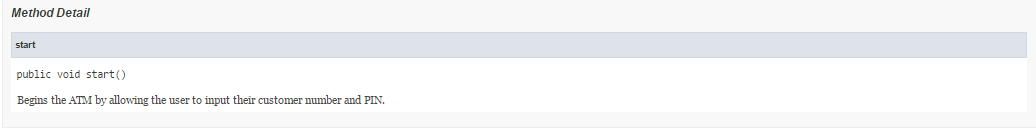 Method Detail
start
public void start()
Begins the ATM by allowing the user to input their customer number and PIN.